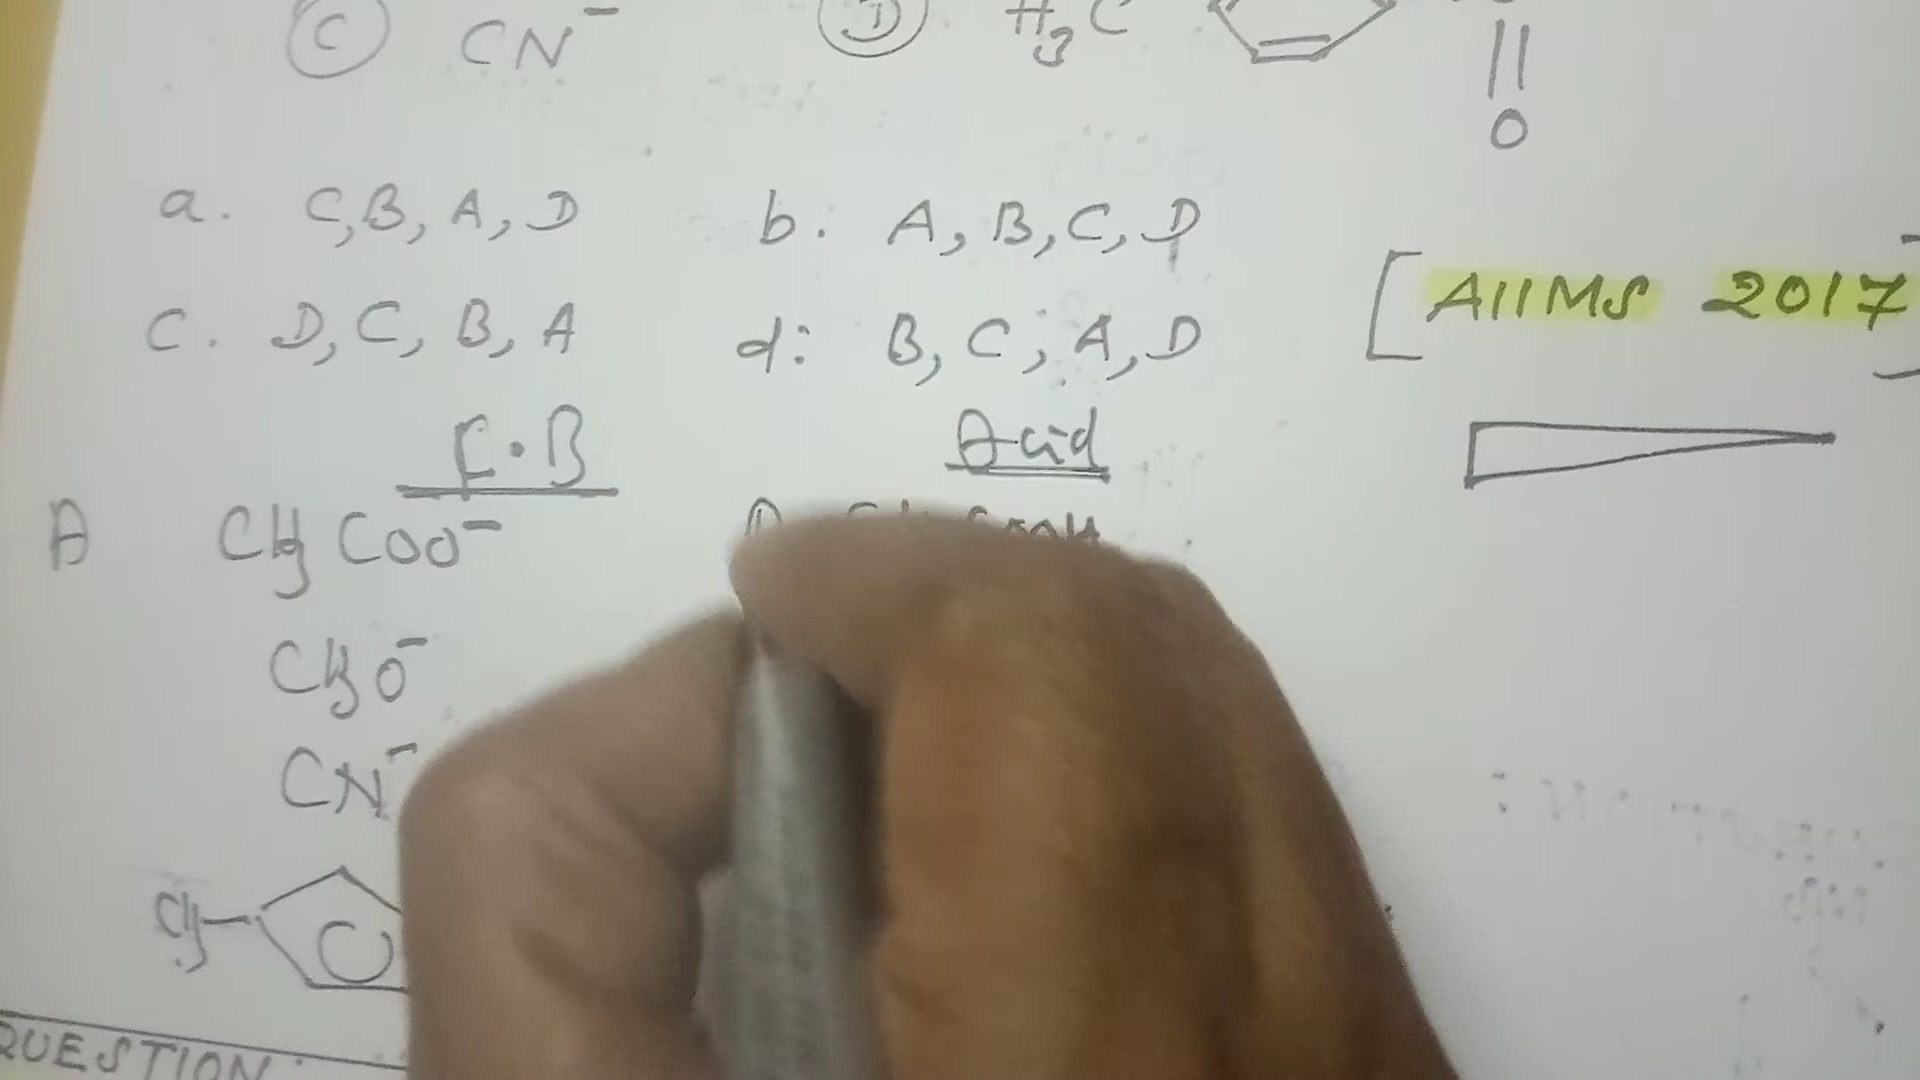 C CN⁻ D H₃C
O
a. C,B, A, D b. A, B, C, D
C. D, C, B, A d: B, C, A, D
[AIIMS 2017]
C.B Acid
A CH₃COO⁻
CH₃O⁻
CN⁻
CH₃
QUESTION: